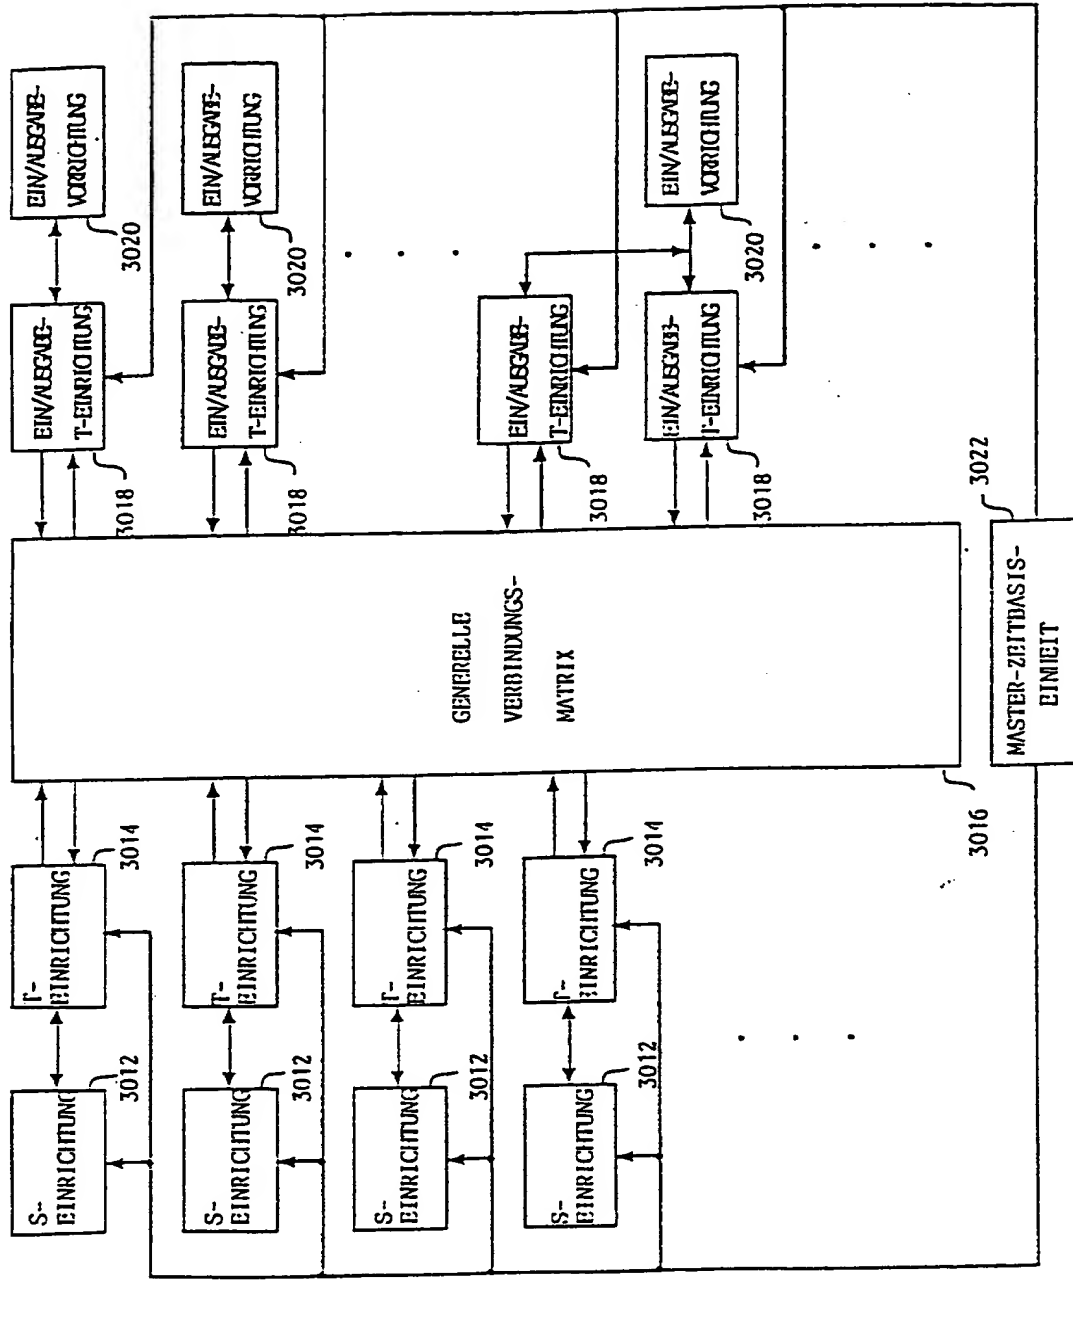 S-
EINRICHTUNG
3012
T-
EINRICHTUNG
3014
EIN/AUSGABE-
T-EINRICHTUNG
3018
EIN/AUSGABE-
VORRICHTUNG
3020
S-
EINRICHTUNG
3012
T-
EINRICHTUNG
3014
EIN/AUSGABE-
T-EINRICHTUNG
3018
EIN/AUSGABE-
VORRICHTUNG
3020
S-
EINRICHTUNG
3012
T-
EINRICHTUNG
3014
GENERELLE
VERBINDUNGS-
MATRIX
EIN/AUSGABE-
T-EINRICHTUNG
3018
S-
EINRICHTUNG
3012
T-
EINRICHTUNG
3014
EIN/AUSGABE-
T-EINRICHTUNG
3018
EIN/AUSGABE-
VORRICHTUNG
3020
3016
3022
MASTER-ZEITBASIS-
EINHEIT